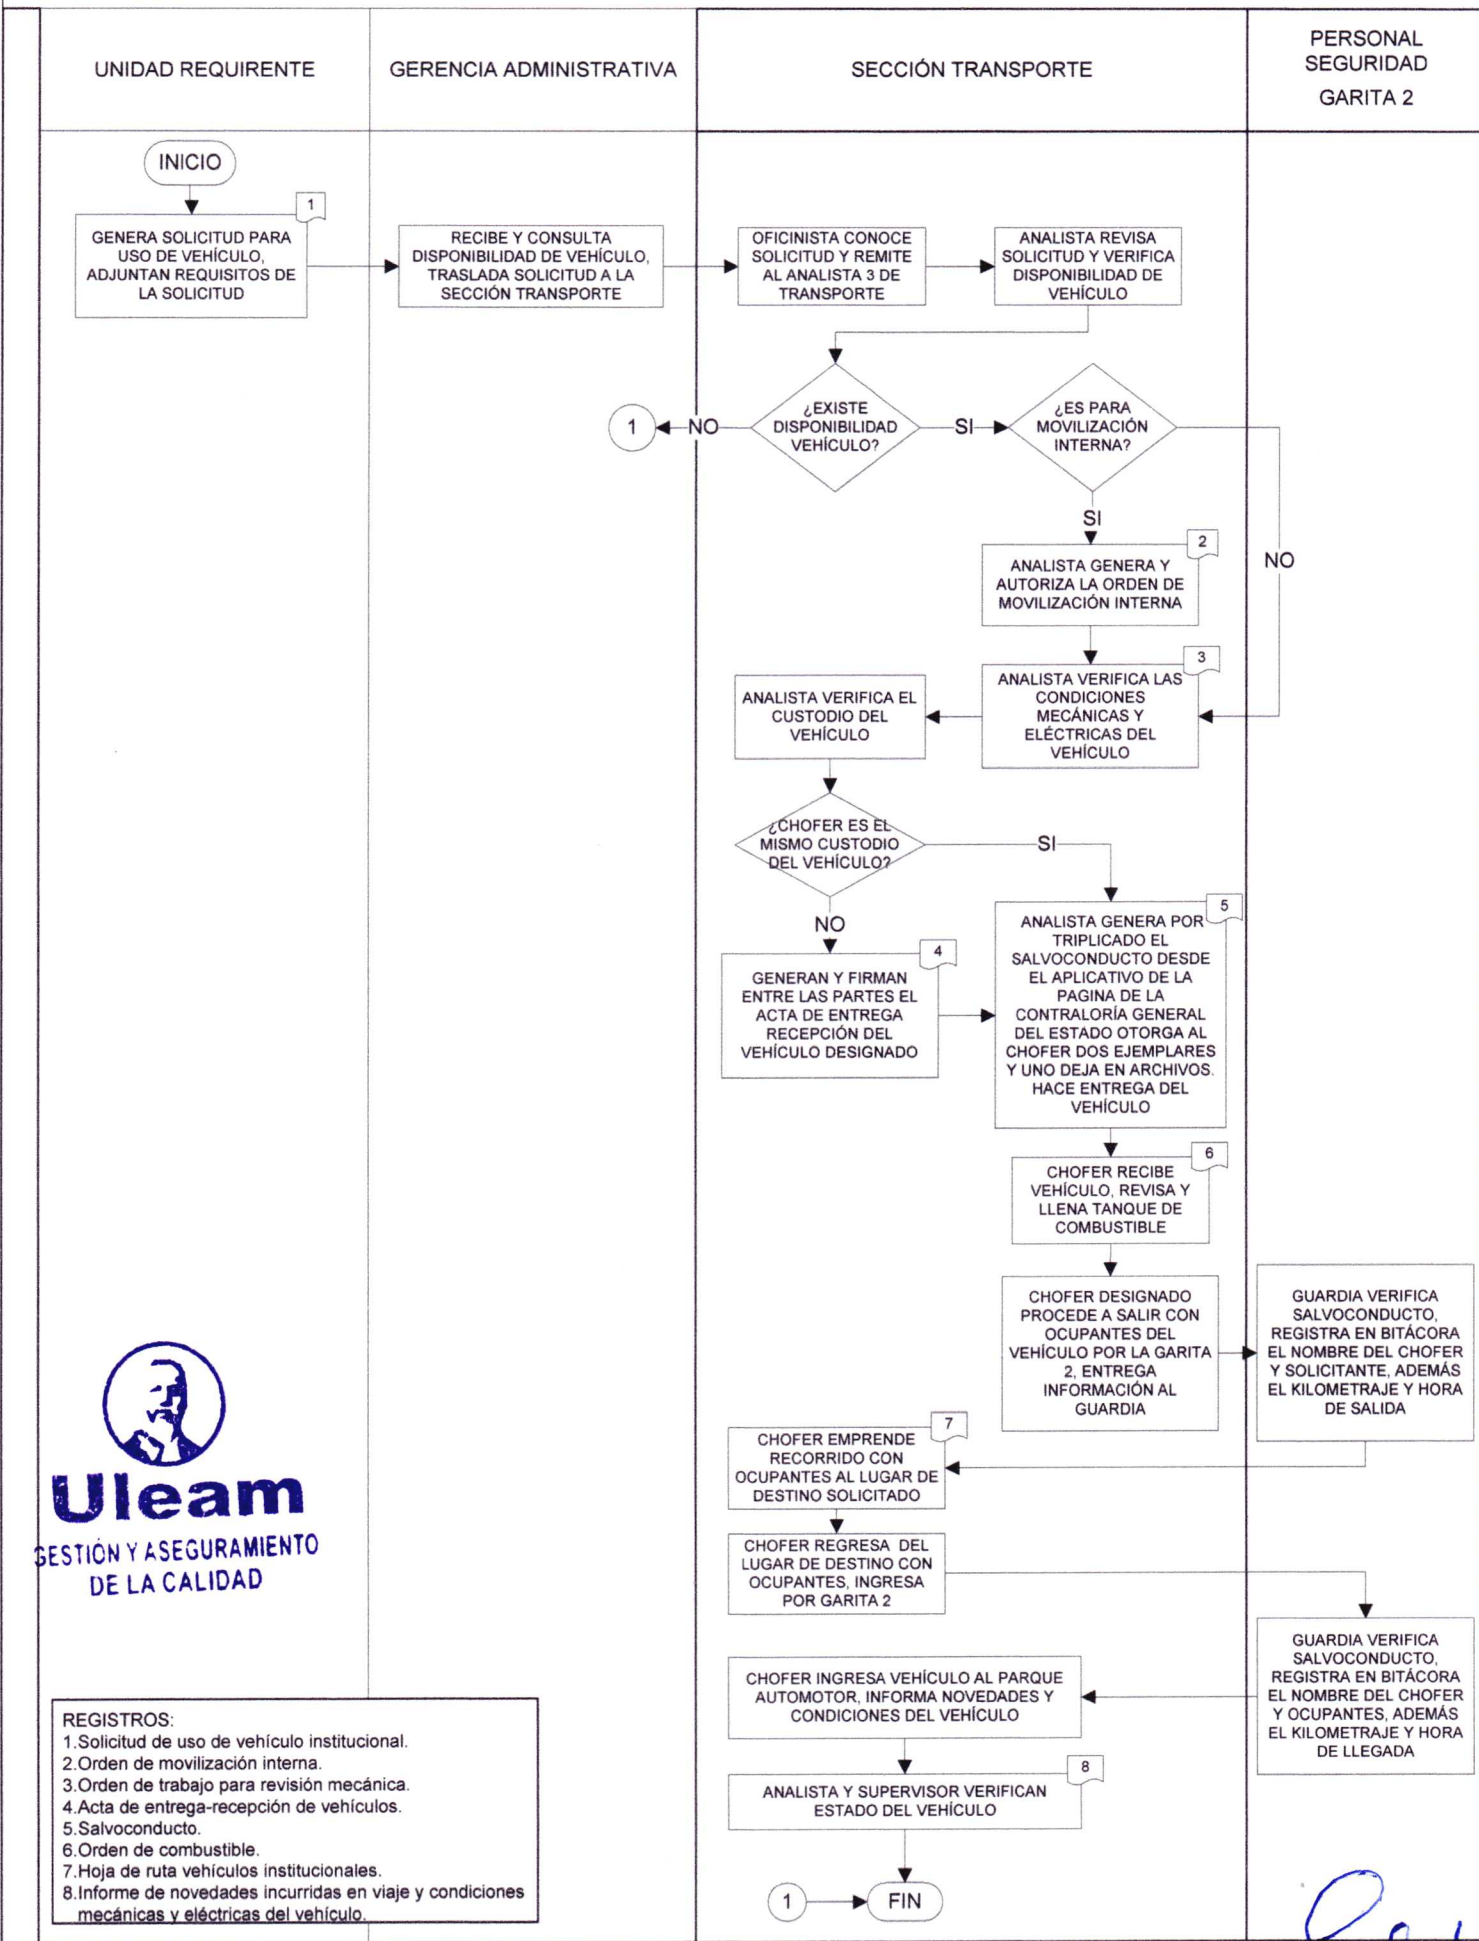 UNIDAD REQUIRENTE
GERENCIA ADMINISTRATIVA
SECCIÓN TRANSPORTE
PERSONAL
SEGURIDAD
GARITA 2
INICIO
1
GENERA SOLICITUD PARA
USO DE VEHÍCULO,
ADJUNTAN REQUISITOS DE
LA SOLICITUD
RECIBE Y CONSULTA
DISPONIBILIDAD DE VEHÍCULO,
TRASLADA SOLICITUD A LA
SECCIÓN TRANSPORTE
OFICINISTA CONOCE
SOLICITUD Y REMITE
AL ANALISTA 3 DE
TRANSPORTE
ANALISTA REVISA
SOLICITUD Y VERIFICA
DISPONIBILIDAD DE
VEHÍCULO
1
NO
¿EXISTE
DISPONIBILIDAD
VEHÍCULO?
SI
¿ES PARA
MOVILIZACIÓN
INTERNA?
SI
NO
2
ANALISTA GENERA Y
AUTORIZA LA ORDEN DE
MOVILIZACIÓN INTERNA
3
ANALISTA VERIFICA LAS
CONDICIONES
MECÁNICAS Y
ELÉCTRICAS DEL
VEHÍCULO
ANALISTA VERIFICA EL
CUSTODIO DEL
VEHÍCULO
¿CHOFER ES EL
MISMO CUSTODIO
DEL VEHÍCULO?
SI
NO
4
GENERAN Y FIRMAN
ENTRE LAS PARTES EL
ACTA DE ENTREGA
RECEPCIÓN DEL
VEHÍCULO DESIGNADO
5
ANALISTA GENERA POR
TRIPLICADO EL
SALVOCONDUCTO DESDE
EL APLICATIVO DE LA
PAGINA DE LA
CONTRALORÍA GENERAL
DEL ESTADO OTORGA AL
CHOFER DOS EJEMPLARES
Y UNO DEJA EN ARCHIVOS.
HACE ENTREGA DEL
VEHÍCULO
6
CHOFER RECIBE
VEHÍCULO, REVISA Y
LLENA TANQUE DE
COMBUSTIBLE
CHOFER DESIGNADO
PROCEDE A SALIR CON
OCUPANTES DEL
VEHÍCULO POR LA GARITA
2, ENTREGA
INFORMACIÓN AL
GUARDIA
GUARDIA VERIFICA
SALVOCONDUCTO,
REGISTRA EN BITÁCORA
EL NOMBRE DEL CHOFER
Y SOLICITANTE, ADEMÁS
EL KILOMETRAJE Y HORA
DE SALIDA
7
CHOFER EMPRENDE
RECORRIDO CON
OCUPANTES AL LUGAR DE
DESTINO SOLICITADO
CHOFER REGRESA DEL
LUGAR DE DESTINO CON
OCUPANTES, INGRESA
POR GARITA 2
GUARDIA VERIFICA
SALVOCONDUCTO,
REGISTRA EN BITÁCORA
EL NOMBRE DEL CHOFER
Y OCUPANTES, ADEMÁS
EL KILOMETRAJE Y HORA
DE LLEGADA
CHOFER INGRESA VEHÍCULO AL PARQUE
AUTOMOTOR, INFORMA NOVEDADES Y
CONDICIONES DEL VEHÍCULO
8
ANALISTA Y SUPERVISOR VERIFICAN
ESTADO DEL VEHÍCULO
1
FIN
Uleam
GESTIÓN Y ASEGURAMIENTO
DE LA CALIDAD
REGISTROS:
1.Solicitud de uso de vehículo institucional.
2.Orden de movilización interna.
3.Orden de trabajo para revisión mecánica.
4.Acta de entrega-recepción de vehículos.
5.Salvoconducto.
6.Orden de combustible.
7.Hoja de ruta vehículos institucionales.
8.Informe de novedades incurridas en viaje y condiciones
mecánicas y eléctricas del vehículo.